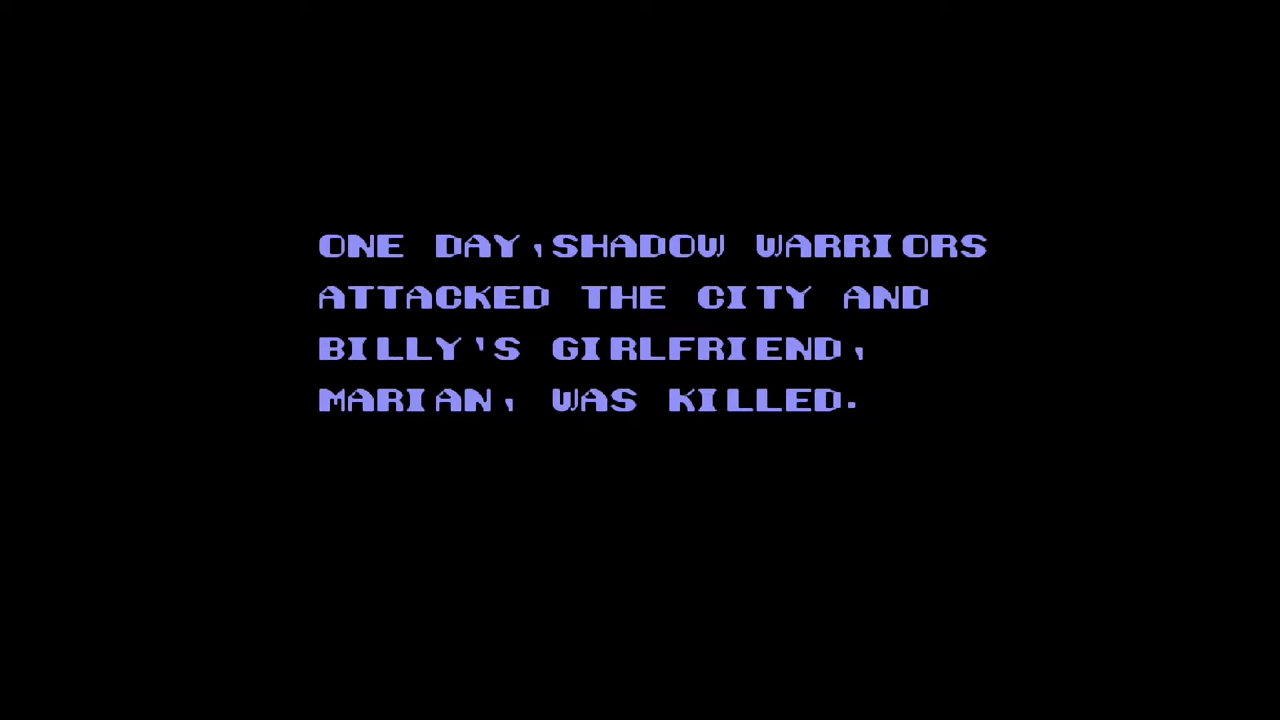 ONE DAY,SHADOW WARRIORS
ATTACKED THE CITY AND
BILLY'S GIRLFRIEND,
MARIAN, WAS KILLED.